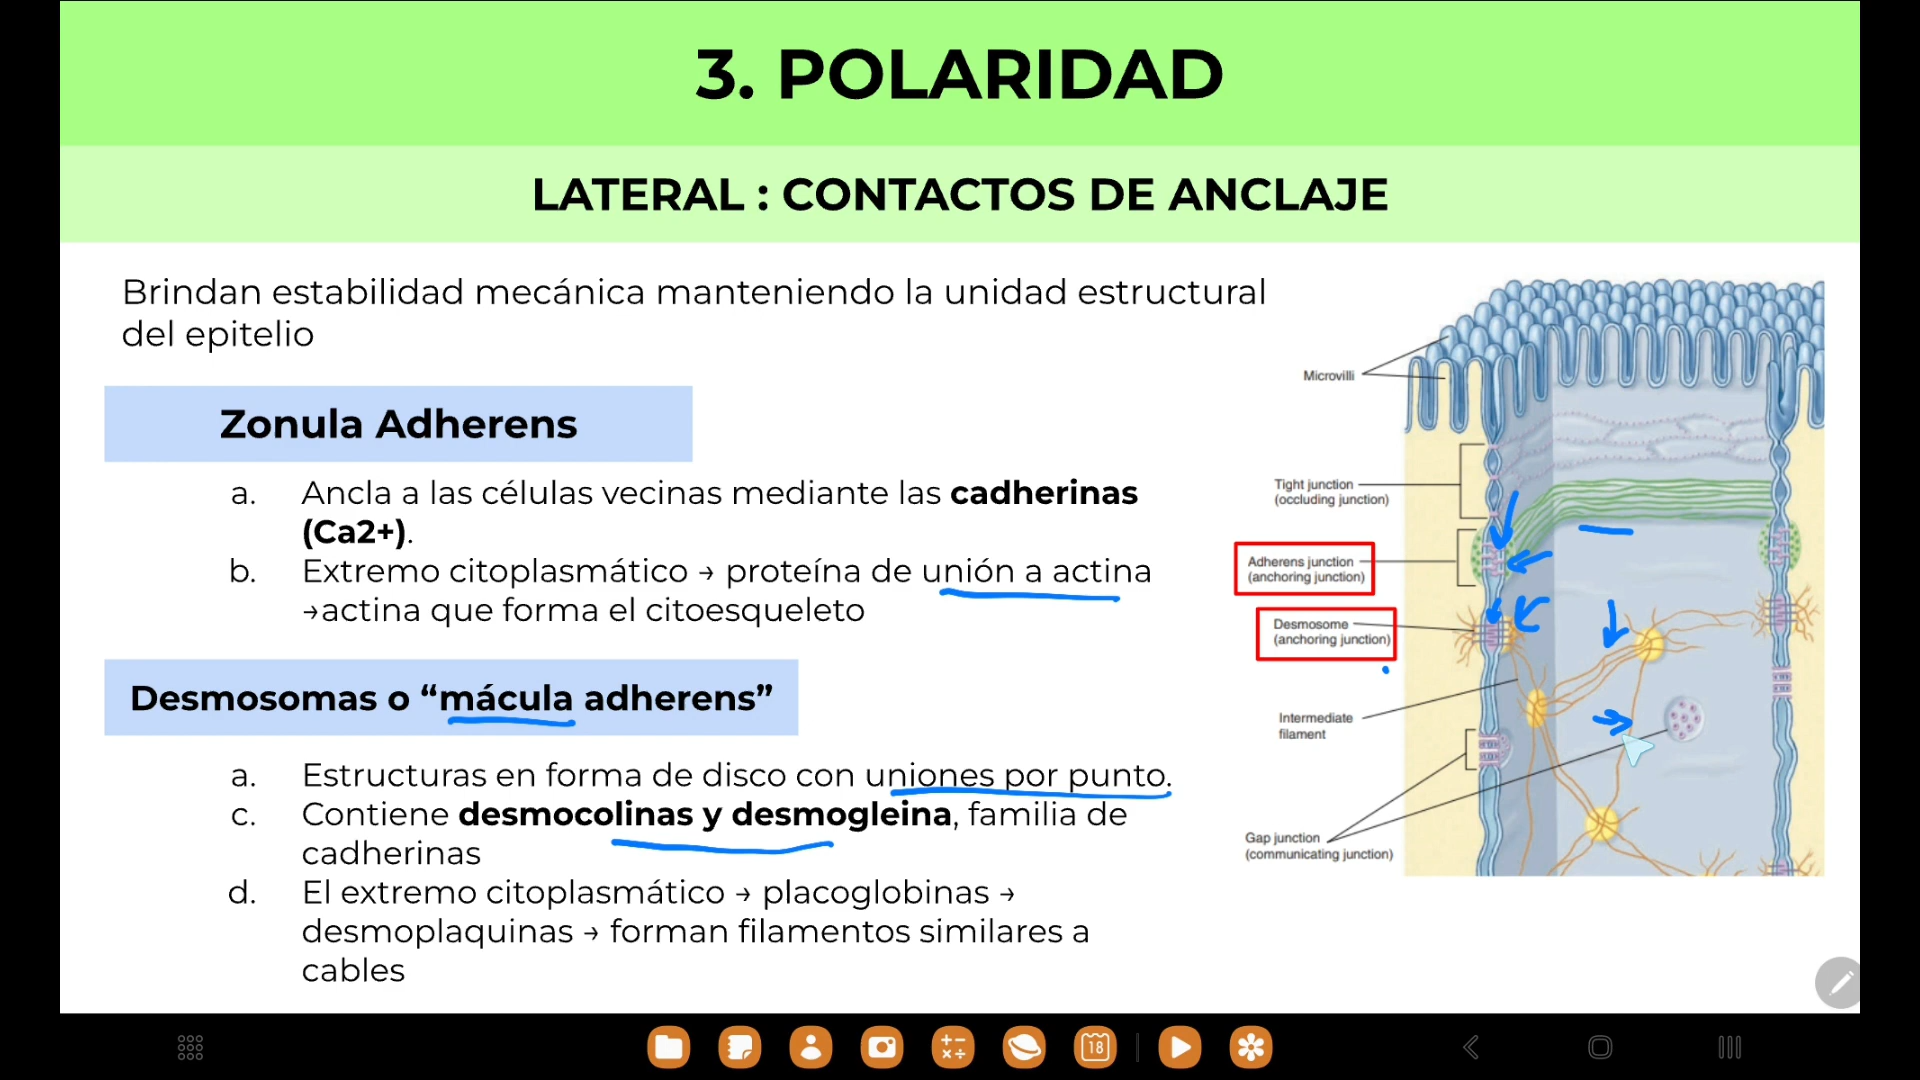 3. POLARIDAD
LATERAL : CONTACTOS DE ANCLAJE
Brindan estabilidad mecánica manteniendo la unidad estructural
del epitelio
Zonula Adherens
a. Ancla a las células vecinas mediante las cadherinas
(Ca2+).
b. Extremo citoplasmático → proteína de unión a actina
→actina que forma el citoesqueleto
Desmosomas o “mácula adherens”
a. Estructuras en forma de disco con uniones por punto.
c. Contiene desmocolinas y desmogleina, familia de
cadherinas
d. El extremo citoplasmático → placoglobinas →
desmoplaquinas → forman filamentos similares a
cables
Microvilli
Tight junction
(occluding junction)
Adherens junction
(anchoring junction)
Desmosome
(anchoring junction)
Intermediate
filament
Gap junction
(communicating junction)
18